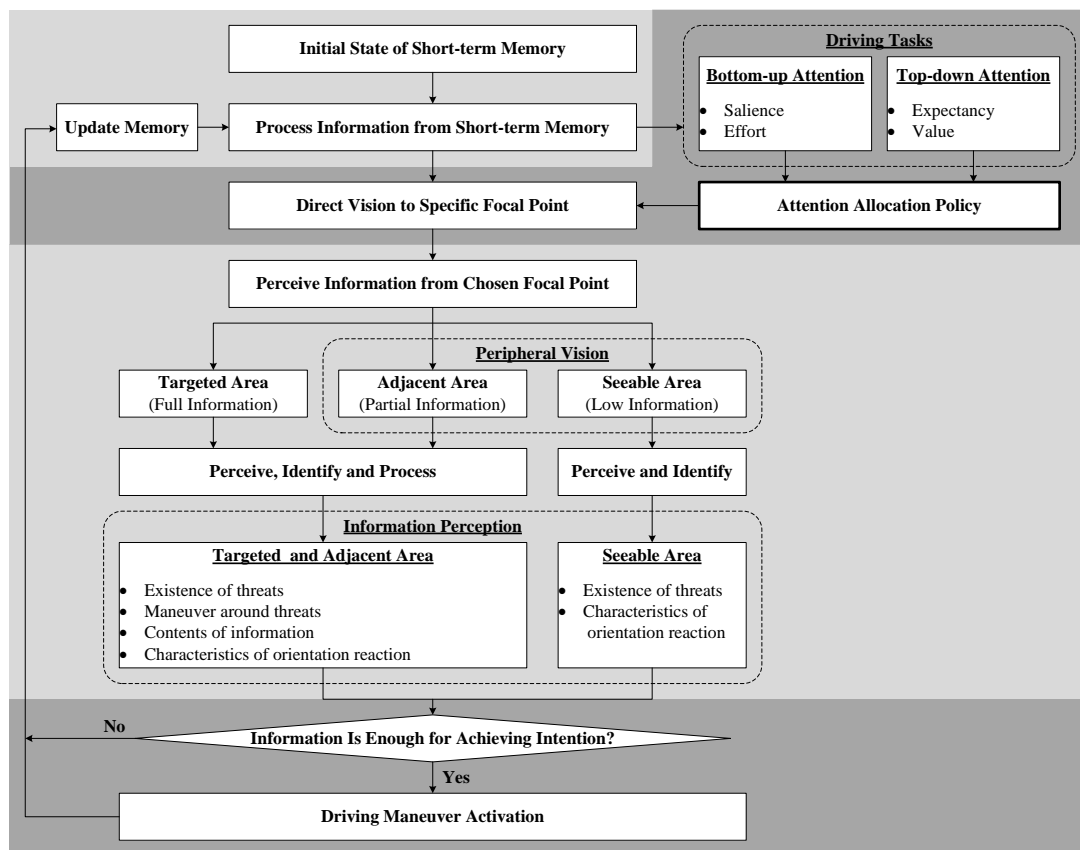 Initial State of Short-term Memory
Driving Tasks
Bottom-up Attention
• Salience
• Effort
Top-down Attention
• Expectancy
• Value
Update Memory
Process Information from Short-term Memory
Direct Vision to Specific Focal Point
Attention Allocation Policy
Perceive Information from Chosen Focal Point
Peripheral Vision
Targeted Area
(Full Information)
Adjacent Area
(Partial Information)
Seeable Area
(Low Information)
Perceive, Identify and Process
Perceive and Identify
Information Perception
Targeted and Adjacent Area
• Existence of threats
• Maneuver around threats
• Contents of information
• Characteristics of orientation reaction
Seeable Area
• Existence of threats
• Characteristics of
orientation reaction
No
Information Is Enough for Achieving Intention?
Yes
Driving Maneuver Activation